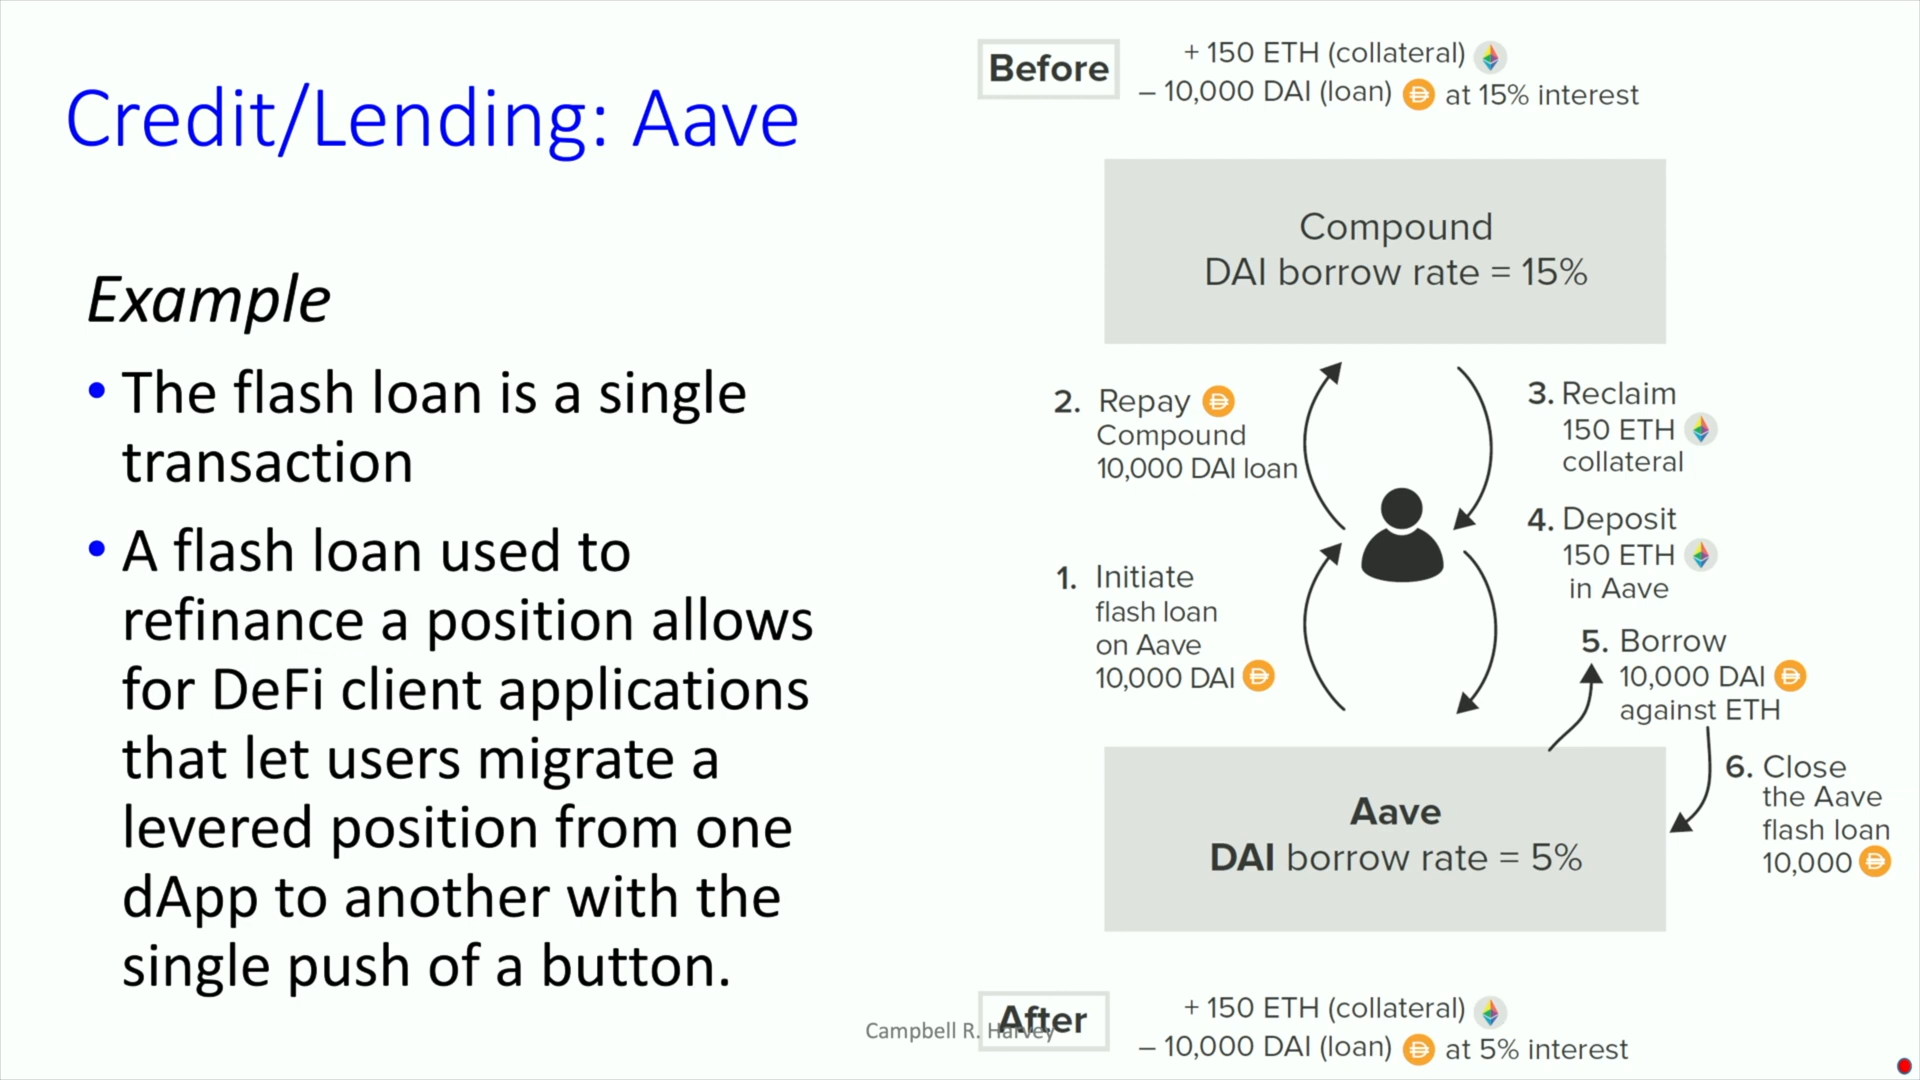 Credit/Lending: Aave
Example
• The flash loan is a single
transaction
• A flash loan used to
refinance a position allows
for DeFi client applications
that let users migrate a
levered position from one
dApp to another with the
single push of a button.
Before
+ 150 ETH (collateral)
– 10,000 DAI (loan) at 15% interest
Compound
DAI borrow rate = 15%
2. Repay
Compound
10,000 DAI loan
3. Reclaim
150 ETH
collateral
1. Initiate
flash loan
on Aave
10,000 DAI
4. Deposit
150 ETH
in Aave
5. Borrow
10,000 DAI
against ETH
6. Close
the Aave
flash loan
10,000
Aave
DAI borrow rate = 5%
After
+ 150 ETH (collateral)
– 10,000 DAI (loan) at 5% interest
Campbell R. Harvey